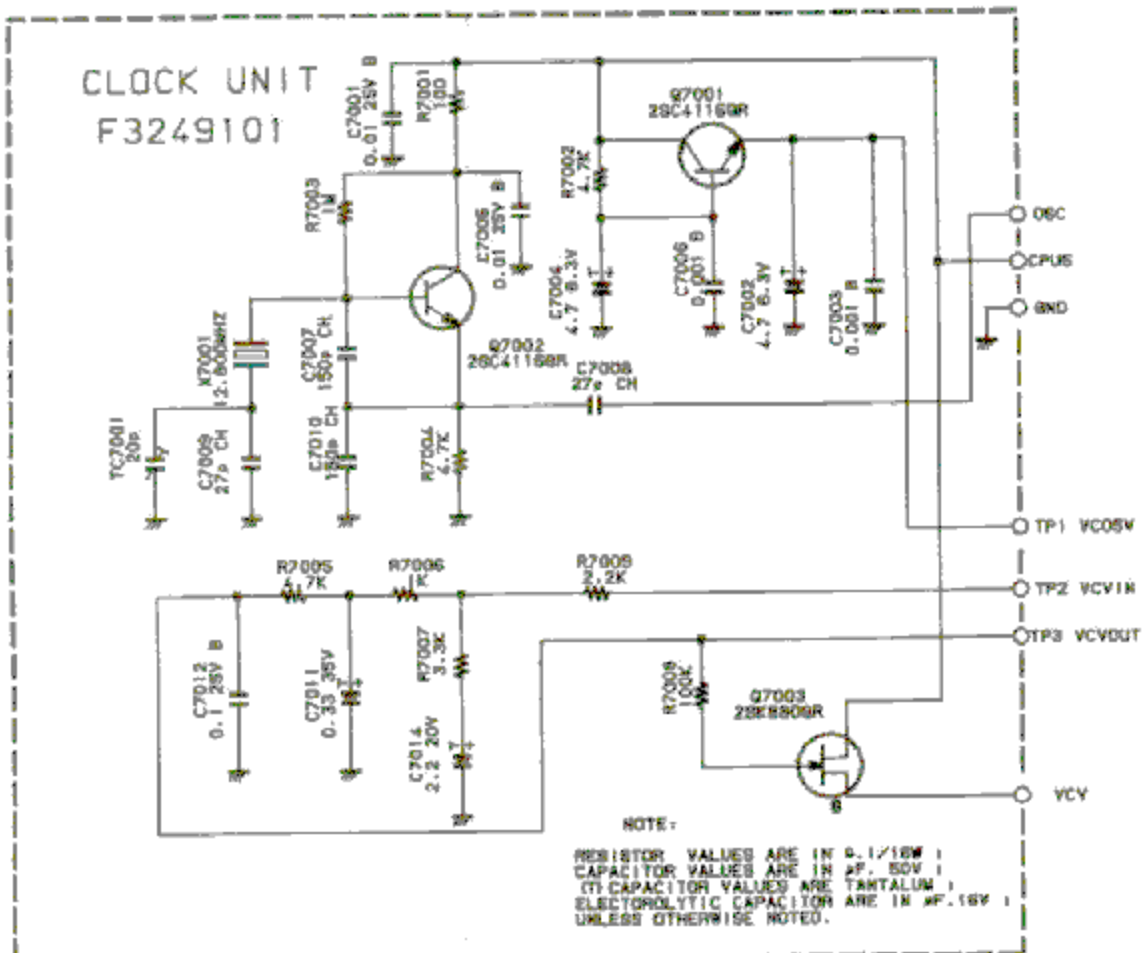 CLOCK UNIT
F3249101
C7001
0.01 25V B
R7001
100
Q7001
2SC4116GR
R7003
1M
C7005
0.01 25V B
R7002
4.7K
C7004
4.7 6.3V
T+
C7006
0.001 B
C7002
4.7 6.3V
T+
C7003
0.001 B
OSC
CPU5
GND
X7001
12.800MHZ
C7007
150p CH
Q7002
2SC4116GR
C7008
27p CH
TC7001
20p
C7009
27p CH
C7010
150p CH
R7004
4.7K
TP1 VCO5V
R7005
4.7K
R7006
1K
R7009
2.2K
TP2 VCVIN
TP3 VCVOUT
C7012
0.1 25V B
C7011
0.33 35V
T+
R7007
3.3K
C7014
2.2 20V
T+
R7008
100K
Q7003
2SK880GR
S
VCV
NOTE:
RESISTOR VALUES ARE IN Ω.1/16W ;
CAPACITOR VALUES ARE IN µF. 50V ;
(T) CAPACITOR VALUES ARE TANTALUM ;
ELECTOROLYTIC CAPACITOR ARE IN µF.16V ;
UNLESS OTHERWISE NOTED.